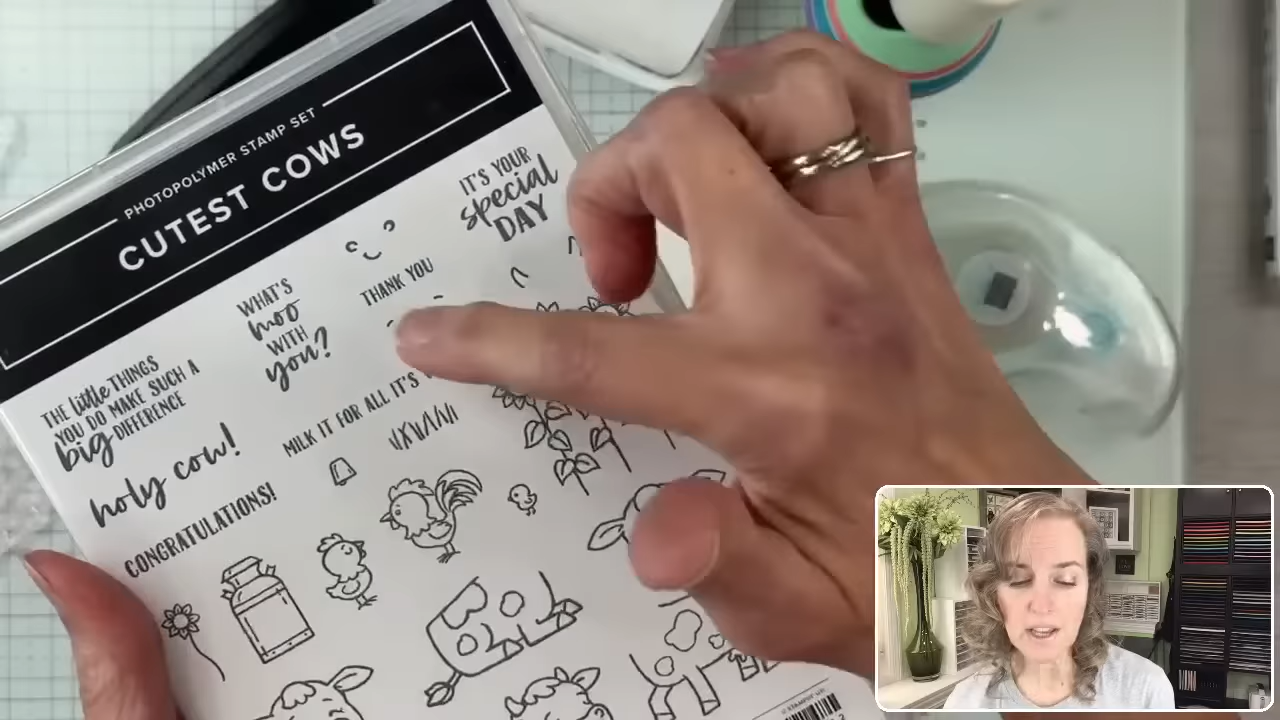 PHOTOPOLYMER STAMP SET
CUTEST COWS
IT'S YOUR
special
DAY
WHAT'S
moo
WITH
you?
THANK YOU
THE little THINGS
YOU DO MAKE SUCH A
big DIFFERENCE
MILK IT FOR ALL IT'S
holy cow!
CONGRATULATIONS!